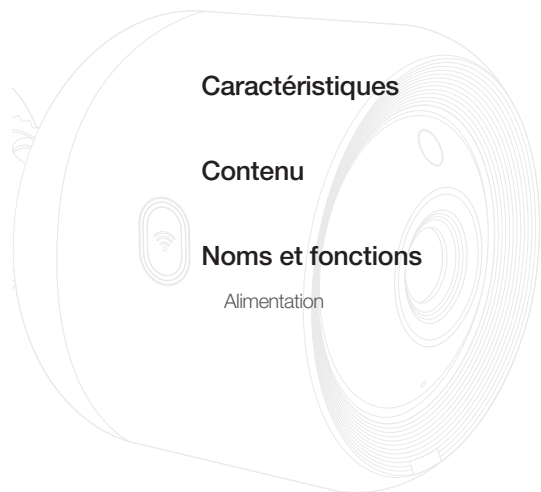 Caractéristiques
Contenu
Noms et fonctions
Alimentation